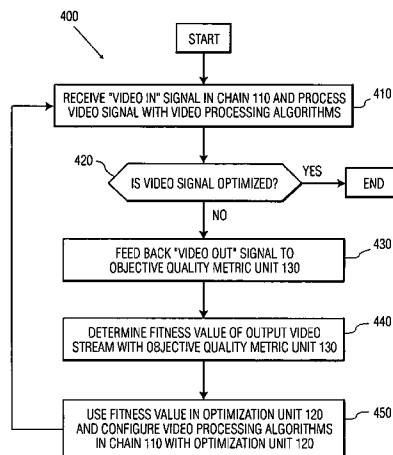 400
START
RECEIVE "VIDEO IN" SIGNAL IN CHAIN 110 AND PROCESS
VIDEO SIGNAL WITH VIDEO PROCESSING ALGORITHMS
410
420
IS VIDEO SIGNAL OPTIMIZED?
YES
END
NO
FEED BACK "VIDEO OUT" SIGNAL TO
OBJECTIVE QUALITY METRIC UNIT 130
430
DETERMINE FITNESS VALUE OF OUTPUT VIDEO
STREAM WITH OBJECTIVE QUALITY METRIC UNIT 130
440
USE FITNESS VALUE IN OPTIMIZATION UNIT 120
AND CONFIGURE VIDEO PROCESSING ALGORITHMS
IN CHAIN 110 WITH OPTIMIZATION UNIT 120
450